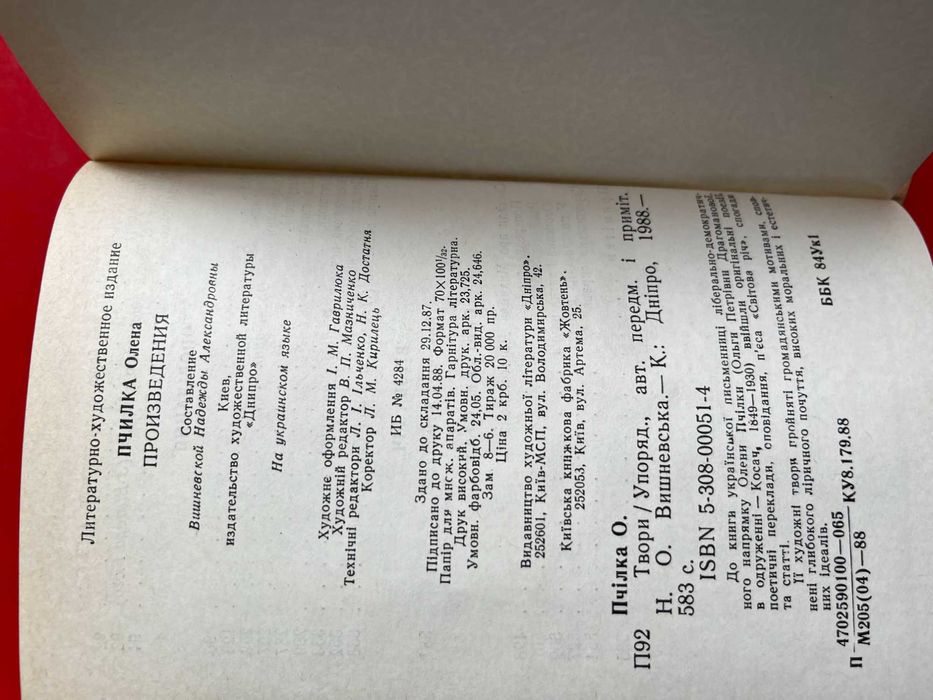 Литературно-художественное издание
ПЧИЛКА Олена
ПРОИЗВЕДЕНИЯ
Составление
Вишневской Надежды Александровны
Киев,
издательство художественной литературы
«Днипро»
На украинском языке
Художнє оформлення І. М. Гаврилюка
Художній редактор В. П. Мазниченко
Технічні редактори Л. І. Ільченко, Н. К. Достатня
Коректор Л. М. Кирилець
ИБ № 4284
Здано до складання 29.12.87.
Підписано до друку 14.04.88. Формат 70×100¹/₃₂.
Папір для множ. апаратів. Гарнітура літературна.
Друк високий. Умовн. друк. арк. 23,725.
Умовн. фарбовідб. 24,05. Обл.-вид. арк. 24,646.
Зам 8—6. Тираж 20 000 пр.
Ціна 2 крб. 10 к.
Видавництво художньої літератури «Дніпро».
252601, Київ-МСП, вул. Володимирська, 42.
Київська книжкова фабрика «Жовтень».
252053, Київ, вул. Артема, 25.
Пчілка О.
П92 Твори / Упоряд., авт. передм. і приміт.
Н. О. Вишневська.— К.: Дніпро, 1988.—
583 с.
ISBN 5-308-00051-4
До книги української письменниці ліберально-демократич-
ного напрямку Олени Пчілки (Ольги Петрівни Драгоманової,
в одруженні — Косач, 1849—1930) ввійшли оригінальні поезії,
поетичні переклади, оповідання, п'єса «Світова річ», спогади
та статті.
Її художні твори пройняті громадянськими мотивами, спов-
нені глибокого ліричного почуття, високих моральних і естетич-
них ідеалів.
П 4702590100—065 КУ8.179.88
М205(04)—88
ББК 84Ук1